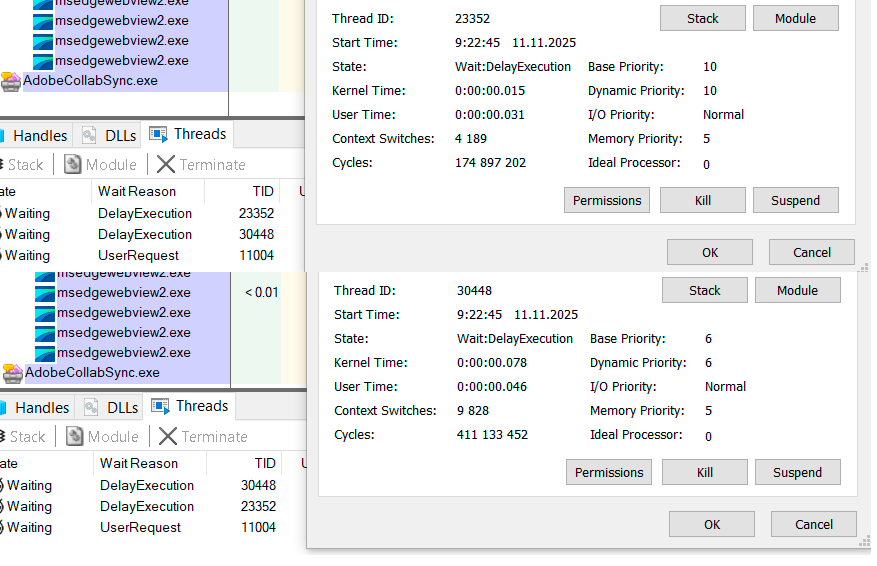 msedgewebview2.exe
msedgewebview2.exe
msedgewebview2.exe
msedgewebview2.exe
AdobeCollabSync.exe
Handles DLLs Threads
Stack Module Terminate
ate Wait Reason TID U
Waiting DelayExecution 23352
Waiting DelayExecution 30448
Waiting UserRequest 11004
Thread ID: 23352 Stack Module
Start Time: 9:22:45 11.11.2025
State: Wait:DelayExecution Base Priority: 10
Kernel Time: 0:00:00.015 Dynamic Priority: 10
User Time: 0:00:00.031 I/O Priority: Normal
Context Switches: 4 189 Memory Priority: 5
Cycles: 174 897 202 Ideal Processor: 0
Permissions Kill Suspend
OK Cancel
msedgewebview2.exe
msedgewebview2.exe < 0.01
msedgewebview2.exe
msedgewebview2.exe
msedgewebview2.exe
AdobeCollabSync.exe
Handles DLLs Threads
Stack Module Terminate
ate Wait Reason TID U
Waiting DelayExecution 30448
Waiting DelayExecution 23352
Waiting UserRequest 11004
Thread ID: 30448 Stack Module
Start Time: 9:22:45 11.11.2025
State: Wait:DelayExecution Base Priority: 6
Kernel Time: 0:00:00.078 Dynamic Priority: 6
User Time: 0:00:00.046 I/O Priority: Normal
Context Switches: 9 828 Memory Priority: 5
Cycles: 411 133 452 Ideal Processor: 0
Permissions Kill Suspend
OK Cancel